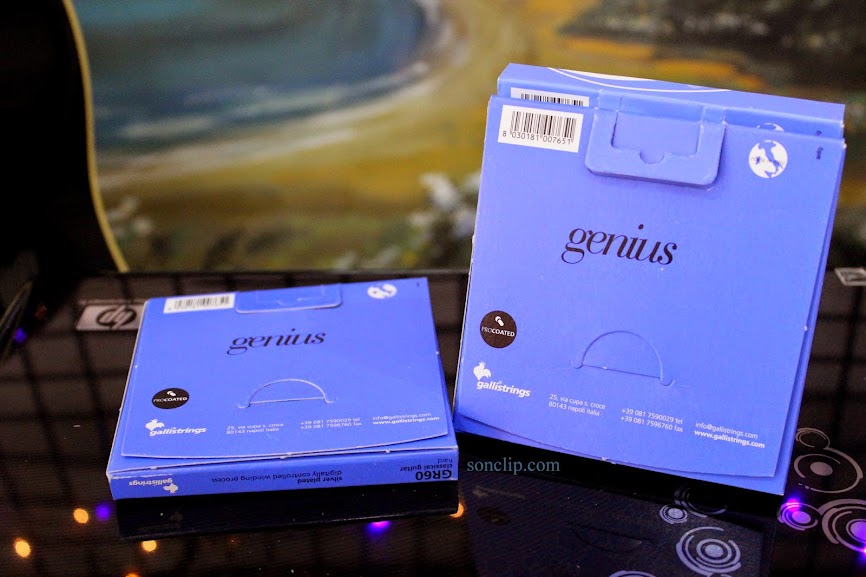 8 030181 007651
genius
PROCOATED
gallistrings
25, via cupa s. croce
80143 napoli italia
+39 081 7590029 tel
+39 081 7596760 fax
info@gallistrings.com
www.gallistrings.com
hp
genius
PROCOATED
gallistrings
25, via cupa s. croce
80143 napoli italia
+39 081 7590029 tel
+39 081 7596760 fax
info@gallistrings.com
www.gallistrings.com
gallistrings
silver plated
digitally controlled winding process
GR60
classical guitar
hard
sonclip.com